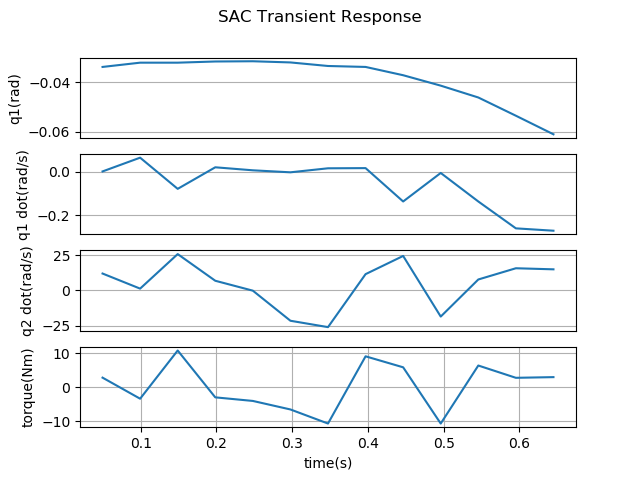 SAC Transient Response
q1(rad)
−0.04
−0.06
q1 dot(rad/s)
0.0
−0.2
q2 dot(rad/s)
25
0
−25
torque(Nm)
10
0
−10
0.1 0.2 0.3 0.4 0.5 0.6
time(s)